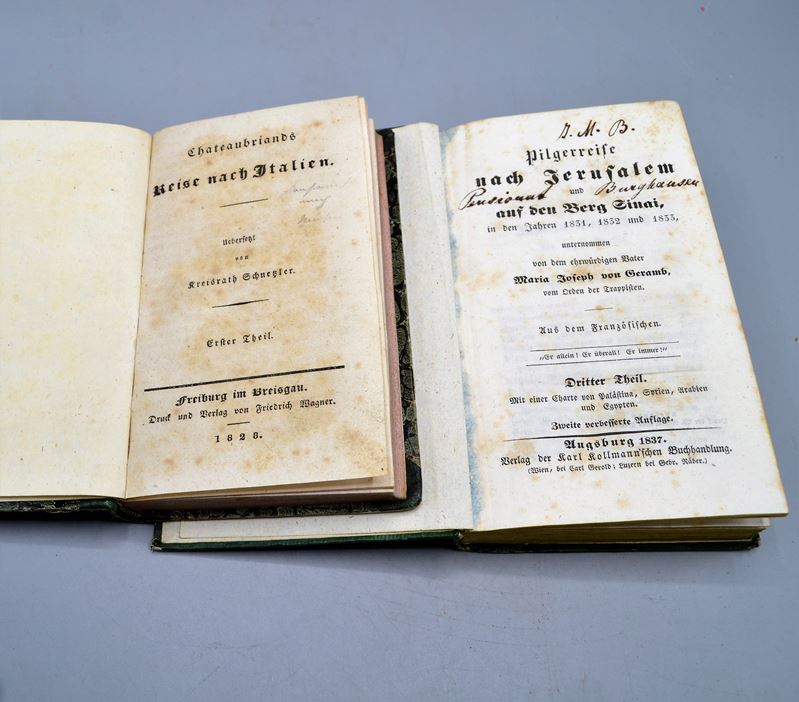 Chateaubriands
Reise nach Italien.
Uebersetzt
von
Kreisrath Schnetzler.
Erster Theil.
Freiburg im Breisgau.
Druck und Verlag von Friedrich Wagner.
1828.
J. M. B.
Pilgerreise
nach Jerusalem
und
Pensionat Burghausen
auf den Berg Sinai,
in den Jahren 1831, 1832 und 1833,
unternommen
von dem ehrwürdigen Vater
Maria Joseph von Geramb,
vom Orden der Trappisten.
Aus dem Französischen.
„Er allein! Er überall! Er immer!“
Dritter Theil.
Mit einer Charte von Palästina, Syrien, Arabien
und Egypten.
Zweite verbesserte Auflage.
Augsburg 1837.
Verlag der Karl Kollmann'schen Buchhandlung.
(Wien, bei Carl Gerold; Luzern bei Gebr. Räber.)